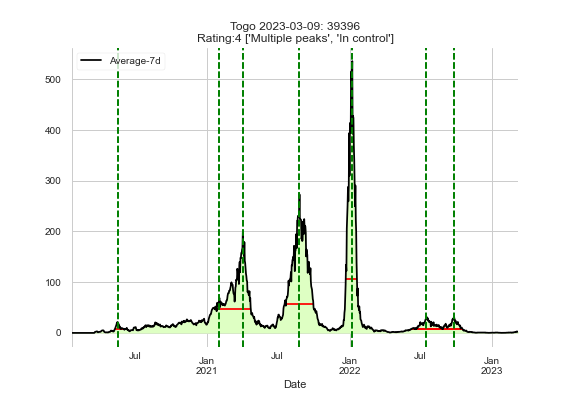 Togo 2023-03-09: 39396
Rating:4 ['Multiple peaks', 'In control']
Average-7d
500
400
300
200
100
0
Jul
Jan
2021
Jul
Jan
2022
Jul
Jan
2023
Date